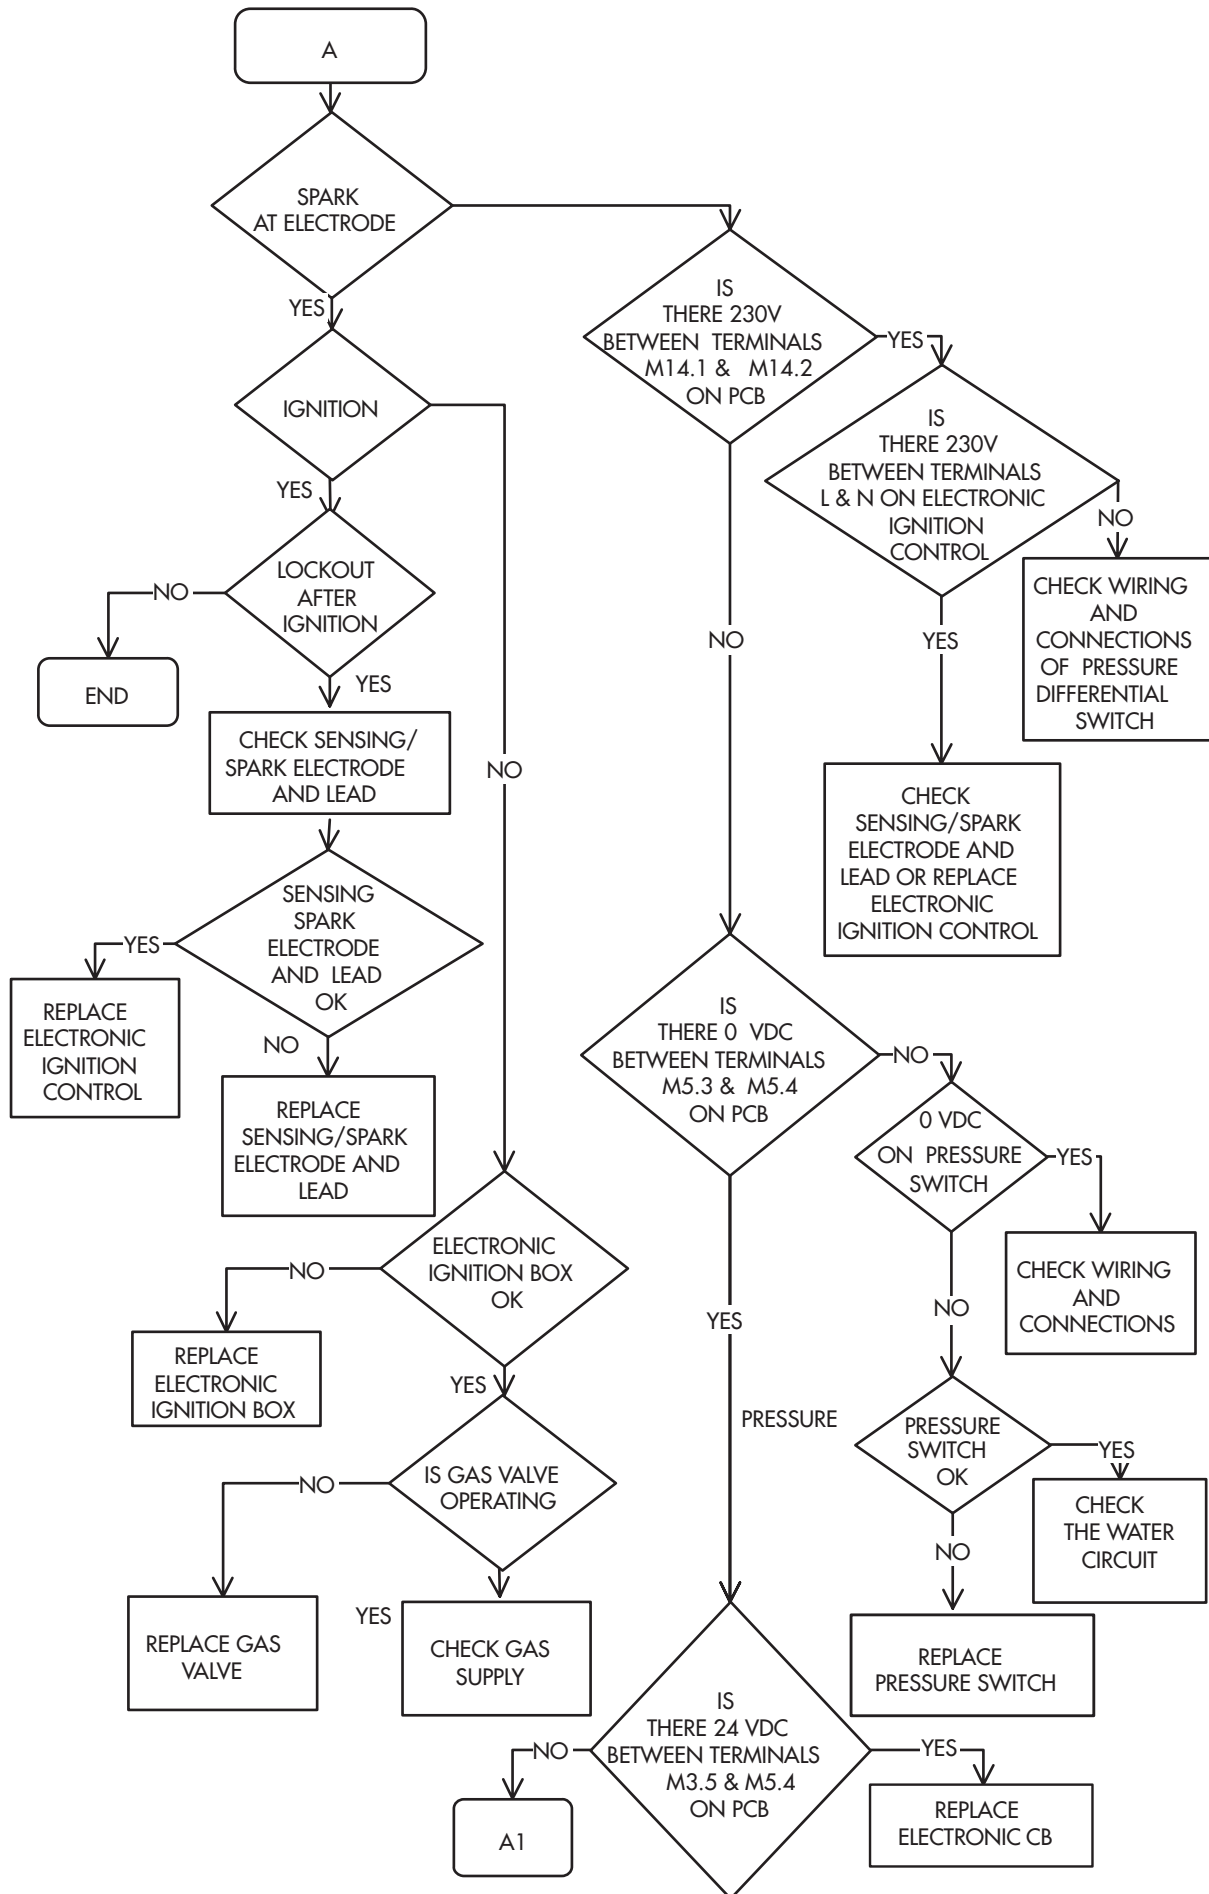 A
SPARK
AT ELECTRODE
YES
IGNITION
YES
LOCKOUT
AFTER
IGNITION
NO
END
YES
CHECK SENSING/
SPARK ELECTRODE
AND LEAD
SENSING
SPARK
ELECTRODE
AND LEAD
OK
YES
REPLACE
ELECTRONIC
IGNITION
CONTROL
NO
REPLACE
SENSING/SPARK
ELECTRODE AND
LEAD
NO
ELECTRONIC
IGNITION BOX
OK
NO
REPLACE
ELECTRONIC
IGNITION BOX
YES
IS GAS VALVE
OPERATING
NO
REPLACE GAS
VALVE
YES
CHECK GAS
SUPPLY
IS
THERE 230V
BETWEEN TERMINALS
M14.1 & M14.2
ON PCB
YES
IS
THERE 230V
BETWEEN TERMINALS
L & N ON ELECTRONIC
IGNITION
CONTROL
NO
CHECK WIRING
AND
CONNECTIONS
OF PRESSURE
DIFFERENTIAL
SWITCH
YES
CHECK
SENSING/SPARK
ELECTRODE AND
LEAD OR REPLACE
ELECTRONIC
IGNITION CONTROL
NO
IS
THERE 0 VDC
BETWEEN TERMINALS
M5.3 & M5.4
ON PCB
NO
0 VDC
ON PRESSURE
SWITCH
YES
CHECK WIRING
AND
CONNECTIONS
NO
PRESSURE
SWITCH
OK
YES
CHECK
THE WATER
CIRCUIT
NO
REPLACE
PRESSURE SWITCH
YES
PRESSURE
IS
THERE 24 VDC
BETWEEN TERMINALS
M3.5 & M5.4
ON PCB
NO
A1
YES
REPLACE
ELECTRONIC CB